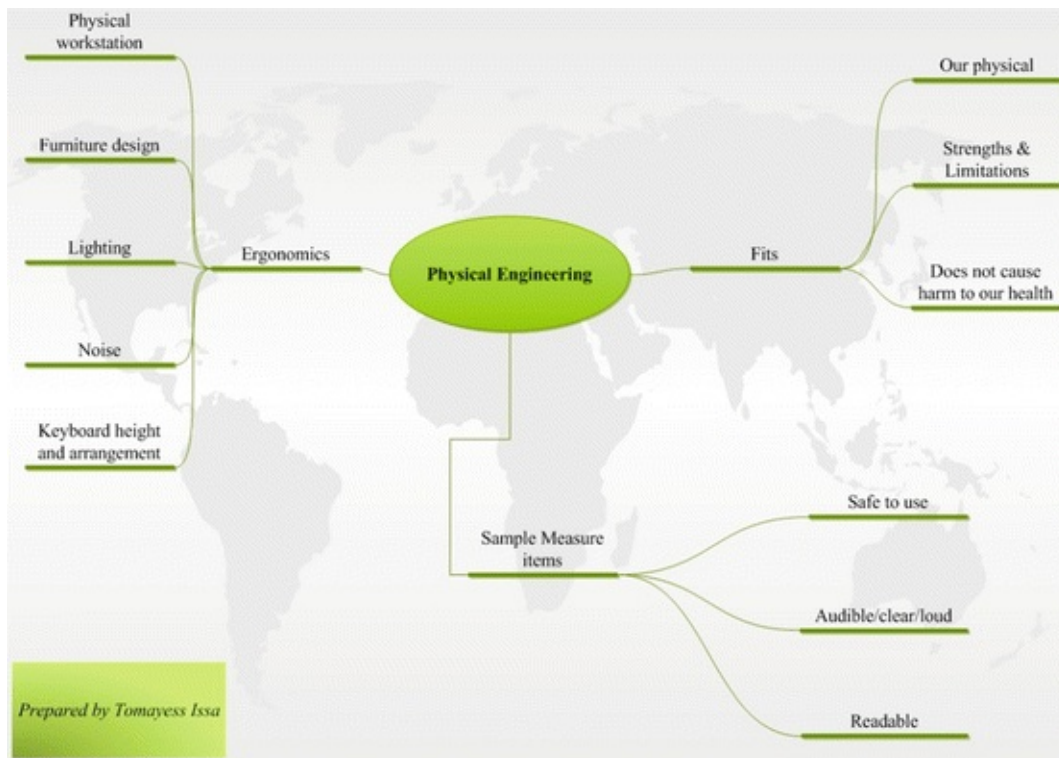 Physical
workstation
Furniture design
Lighting
Noise
Keyboard height
and arrangement
Ergonomics
Physical Engineering
Fits
Our physical
Strengths &
Limitations
Does not cause
harm to our health
Sample Measure
items
Safe to use
Audible/clear/loud
Readable
Prepared by Tomayess Issa